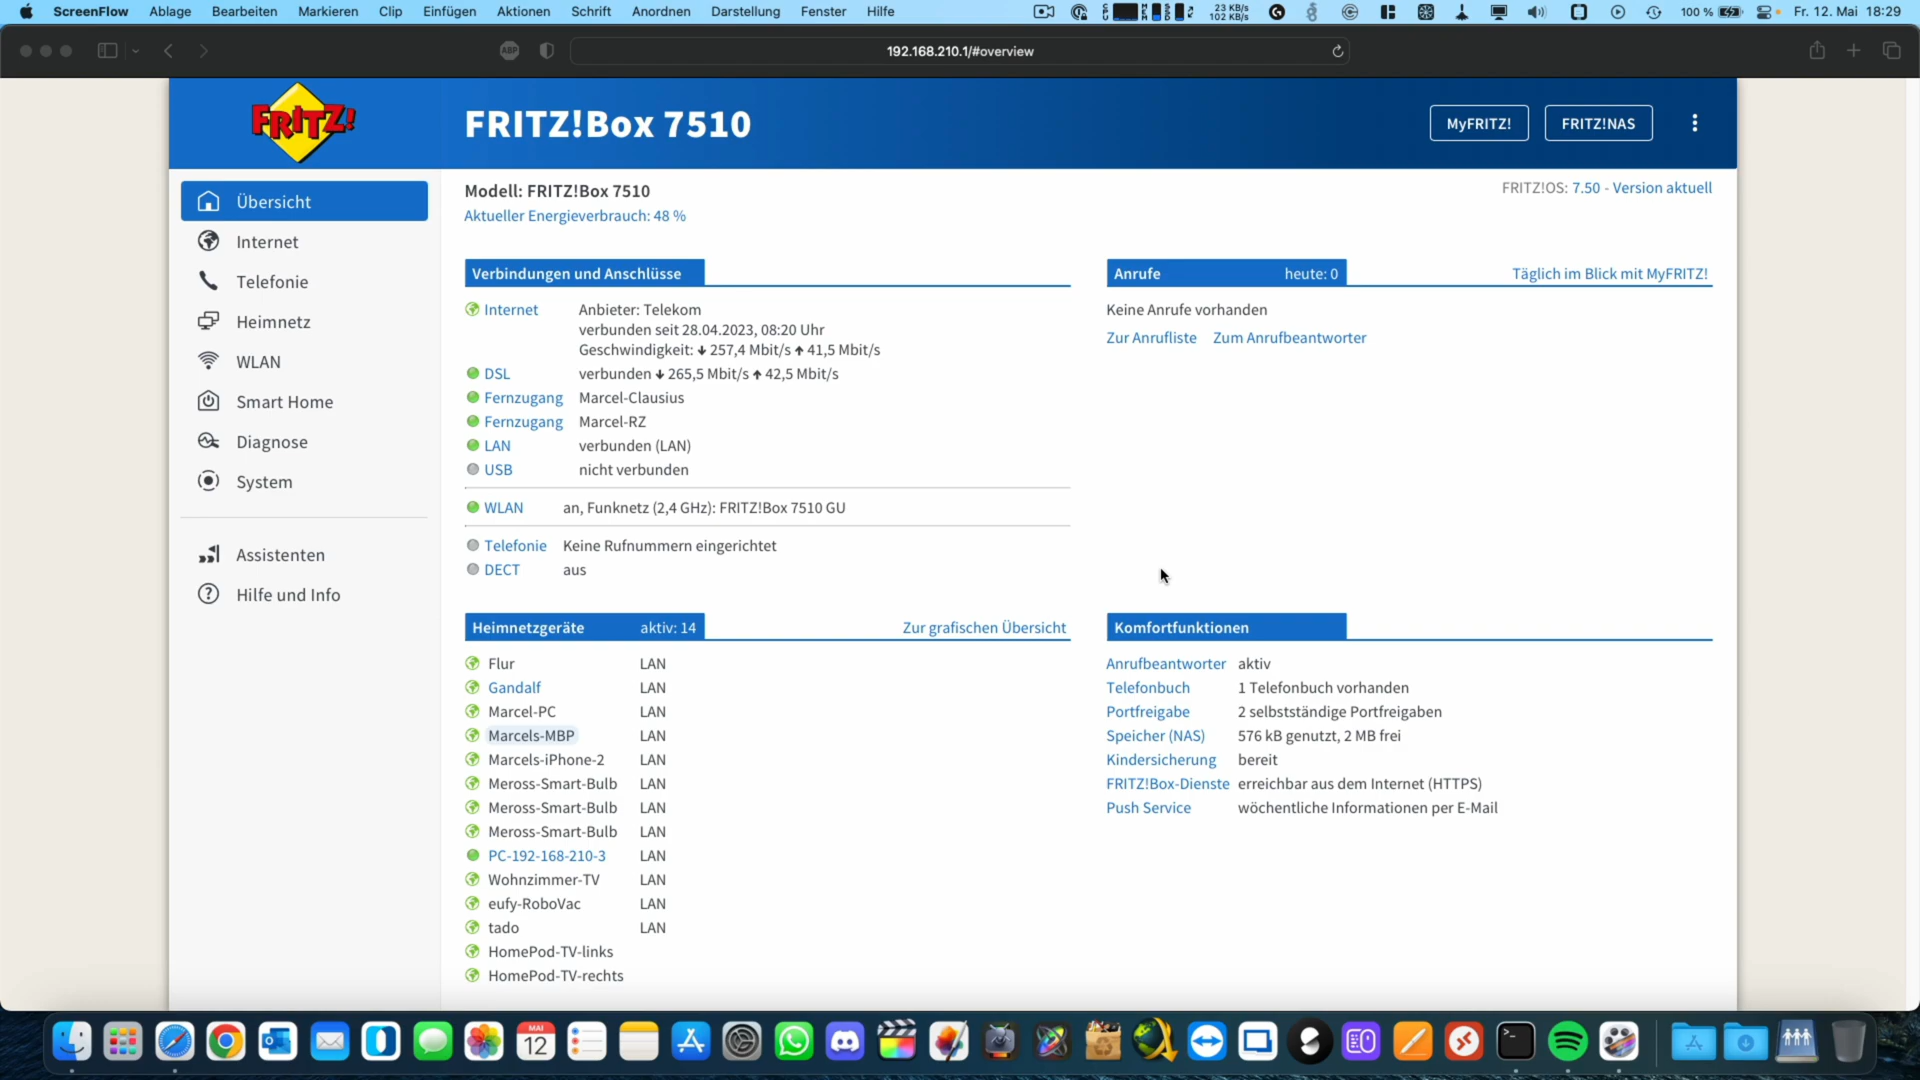 ScreenFlow Ablage Bearbeiten Markieren Clip Einfügen Aktionen Schrift Anordnen Darstellung Fenster Hilfe 23 KB/s 102 KB/s 100 % Fr. 12. Mai 18:29
ABP 192.168.210.1/#overview
FRITZ! FRITZ!Box 7510 MyFRITZ! FRITZ!NAS
Übersicht
Internet
Telefonie
Heimnetz
WLAN
Smart Home
Diagnose
System
Assistenten
Hilfe und Info
Modell: FRITZ!Box 7510
Aktueller Energieverbrauch: 48 %
FRITZ!OS: 7.50 - Version aktuell
Verbindungen und Anschlüsse
Internet Anbieter: Telekom
verbunden seit 28.04.2023, 08:20 Uhr
Geschwindigkeit: 257,4 Mbit/s 41,5 Mbit/s
DSL verbunden 265,5 Mbit/s 42,5 Mbit/s
Fernzugang Marcel-Clausius
Fernzugang Marcel-RZ
LAN verbunden (LAN)
USB nicht verbunden
WLAN an, Funknetz (2,4 GHz): FRITZ!Box 7510 GU
Telefonie Keine Rufnummern eingerichtet
DECT aus
Anrufe heute: 0 Täglich im Blick mit MyFRITZ!
Keine Anrufe vorhanden
Zur Anrufliste Zum Anrufbeantworter
Heimnetzgeräte aktiv: 14 Zur grafischen Übersicht
Flur LAN
Gandalf LAN
Marcel-PC LAN
Marcels-MBP LAN
Marcels-iPhone-2 LAN
Meross-Smart-Bulb LAN
Meross-Smart-Bulb LAN
Meross-Smart-Bulb LAN
PC-192-168-210-3 LAN
Wohnzimmer-TV LAN
eufy-RoboVac LAN
tado LAN
HomePod-TV-links
HomePod-TV-rechts
Komfortfunktionen
Anrufbeantworter aktiv
Telefonbuch 1 Telefonbuch vorhanden
Portfreigabe 2 selbstständige Portfreigaben
Speicher (NAS) 576 kB genutzt, 2 MB frei
Kindersicherung bereit
FRITZ!Box-Dienste erreichbar aus dem Internet (HTTPS)
Push Service wöchentliche Informationen per E-Mail
MAI
12